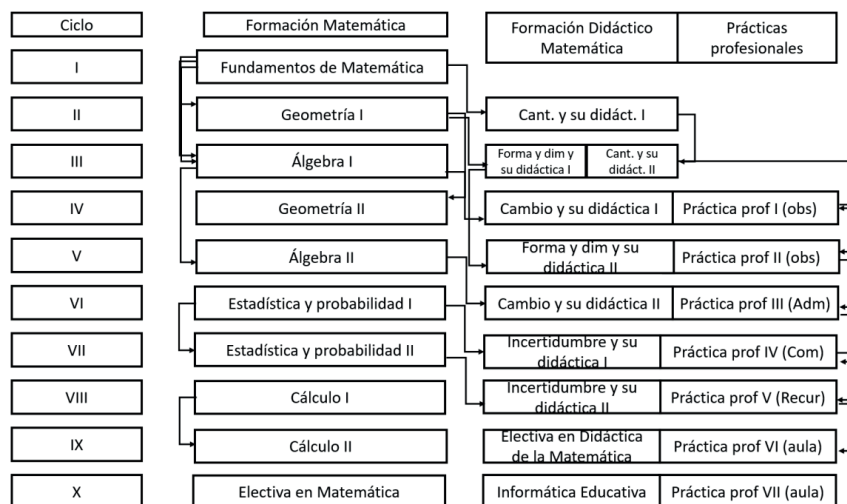 Ciclo
Formación Matemática
Formación Didáctico
Matemática
Prácticas
profesionales
I
Fundamentos de Matemática
II
Geometría I
Cant. y su didáct. I
III
Álgebra I
Forma y dim y
su didáctica I
Cant. y su
didáct. II
IV
Geometría II
Cambio y su didáctica I
Práctica prof I (obs)
V
Álgebra II
Forma y dim y su
didáctica II
Práctica prof II (obs)
VI
Estadística y probabilidad I
Cambio y su didáctica II
Práctica prof III (Adm)
VII
Estadística y probabilidad II
Incertidumbre y su
didáctica I
Práctica prof IV (Com)
VIII
Cálculo I
Incertidumbre y su
didáctica II
Práctica prof V (Recur)
IX
Cálculo II
Electiva en Didáctica
de la Matemática
Práctica prof VI (aula)
X
Electiva en Matemática
Informática Educativa
Práctica prof VII (aula)